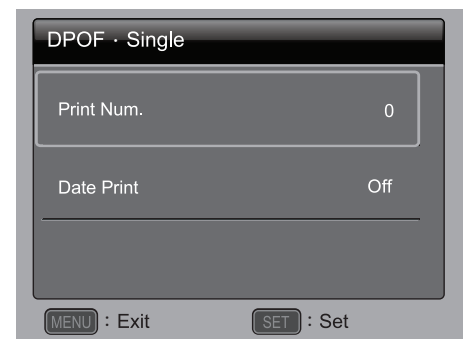 DPOF · Single
Print Num. 0
Date Print Off
MENU : Exit SET : Set